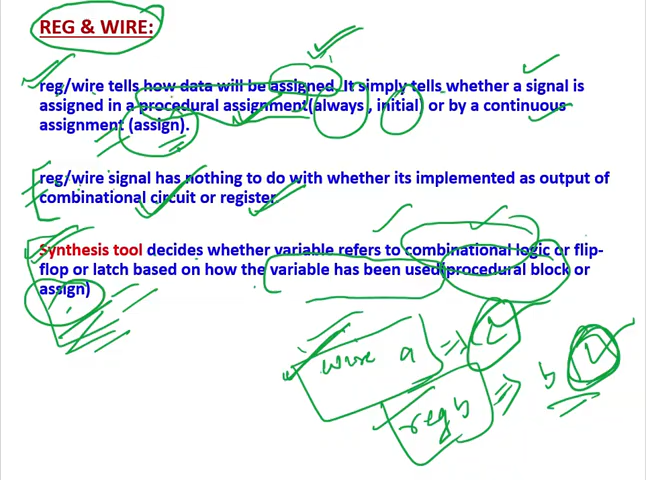 REG & WIRE:
reg/wire tells how data will be assigned. It simply tells whether a signal is
assigned in a procedural assignment(always , initial) or by a continuous
assignment (assign).
reg/wire signal has nothing to do with whether its implemented as output of
combinational circuit or register.
Synthesis tool decides whether variable refers to combinational logic or flip-
flop or latch based on how the variable has been used(procedural block or
assign)
wire a
reg b
b